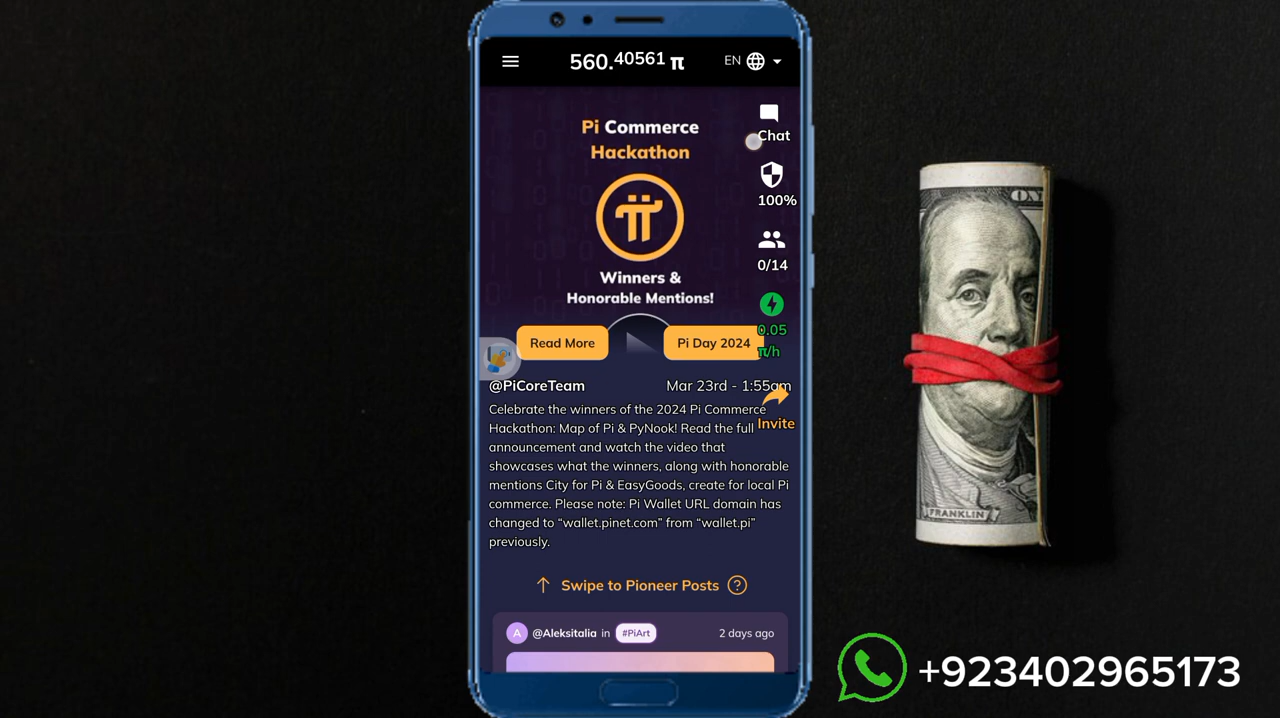 560.40561 π
EN
Pi Commerce
Hackathon
Chat
100%
0/14
Winners &
Honorable Mentions!
0.05
π/h
Read More
Pi Day 2024
@PiCoreTeam
Mar 23rd - 1:55am
Invite
Celebrate the winners of the 2024 Pi Commerce
Hackathon: Map of Pi & PyNook! Read the full
announcement and watch the video that
showcases what the winners, along with honorable
mentions City for Pi & EasyGoods, create for local Pi
commerce. Please note: Pi Wallet URL domain has
changed to “wallet.pinet.com” from “wallet.pi”
previously.
Swipe to Pioneer Posts ?
A @Aleksitalia in #PiArt 2 days ago
ON
FRANKLIN
+923402965173